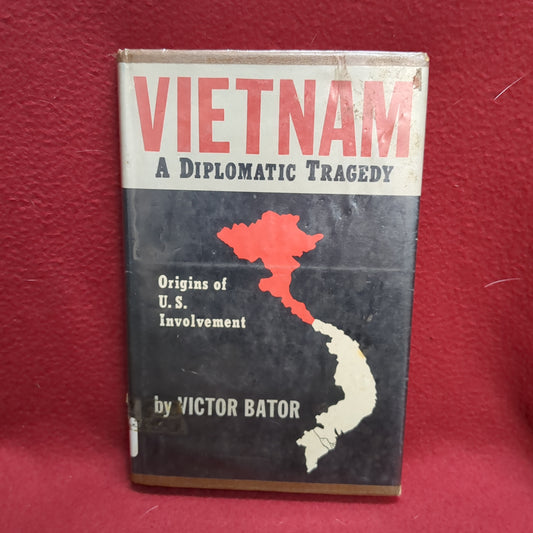 VIETNAM
A DIPLOMATIC TRAGEDY
Origins of
U.S.
Involvement
by VICTOR BATOR